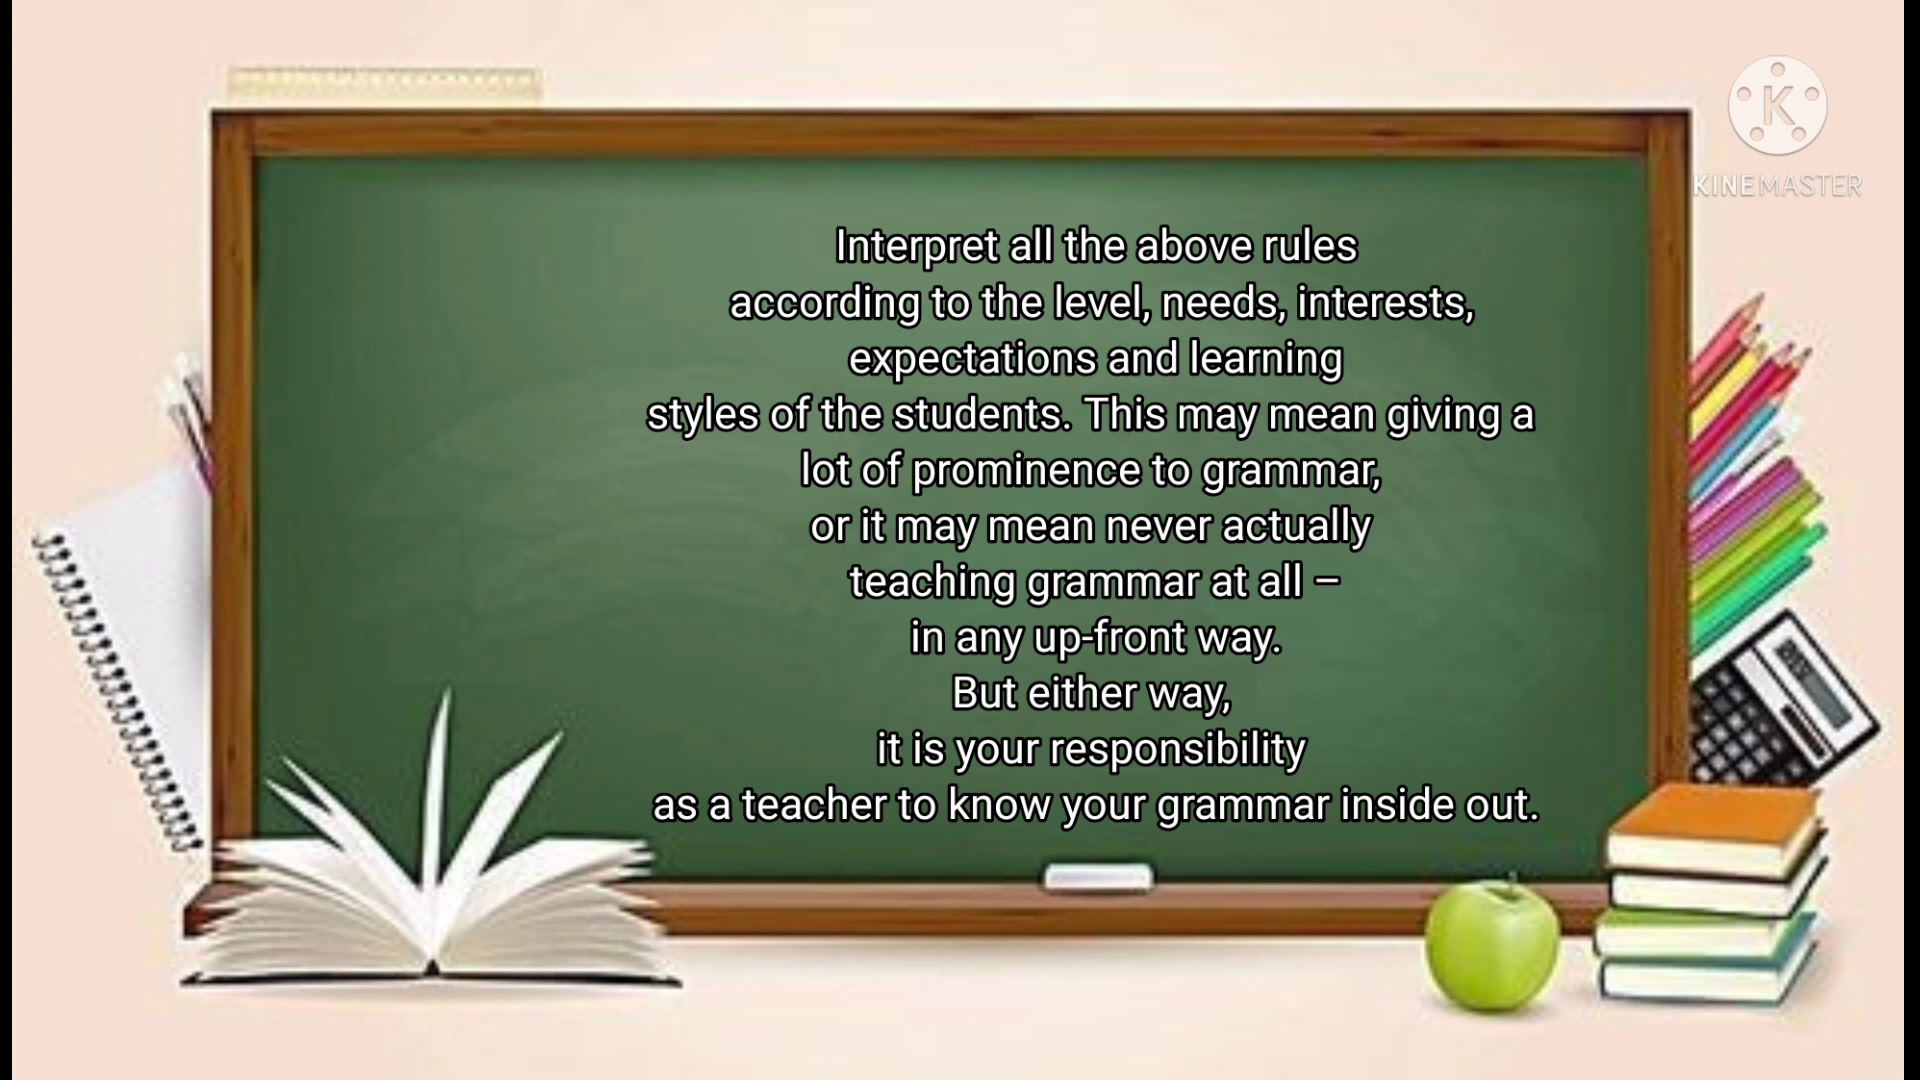 K
KINEMASTER
Interpret all the above rules
according to the level, needs, interests,
expectations and learning
styles of the students. This may mean giving a
lot of prominence to grammar,
or it may mean never actually
teaching grammar at all –
in any up-front way.
But either way,
it is your responsibility
as a teacher to know your grammar inside out.